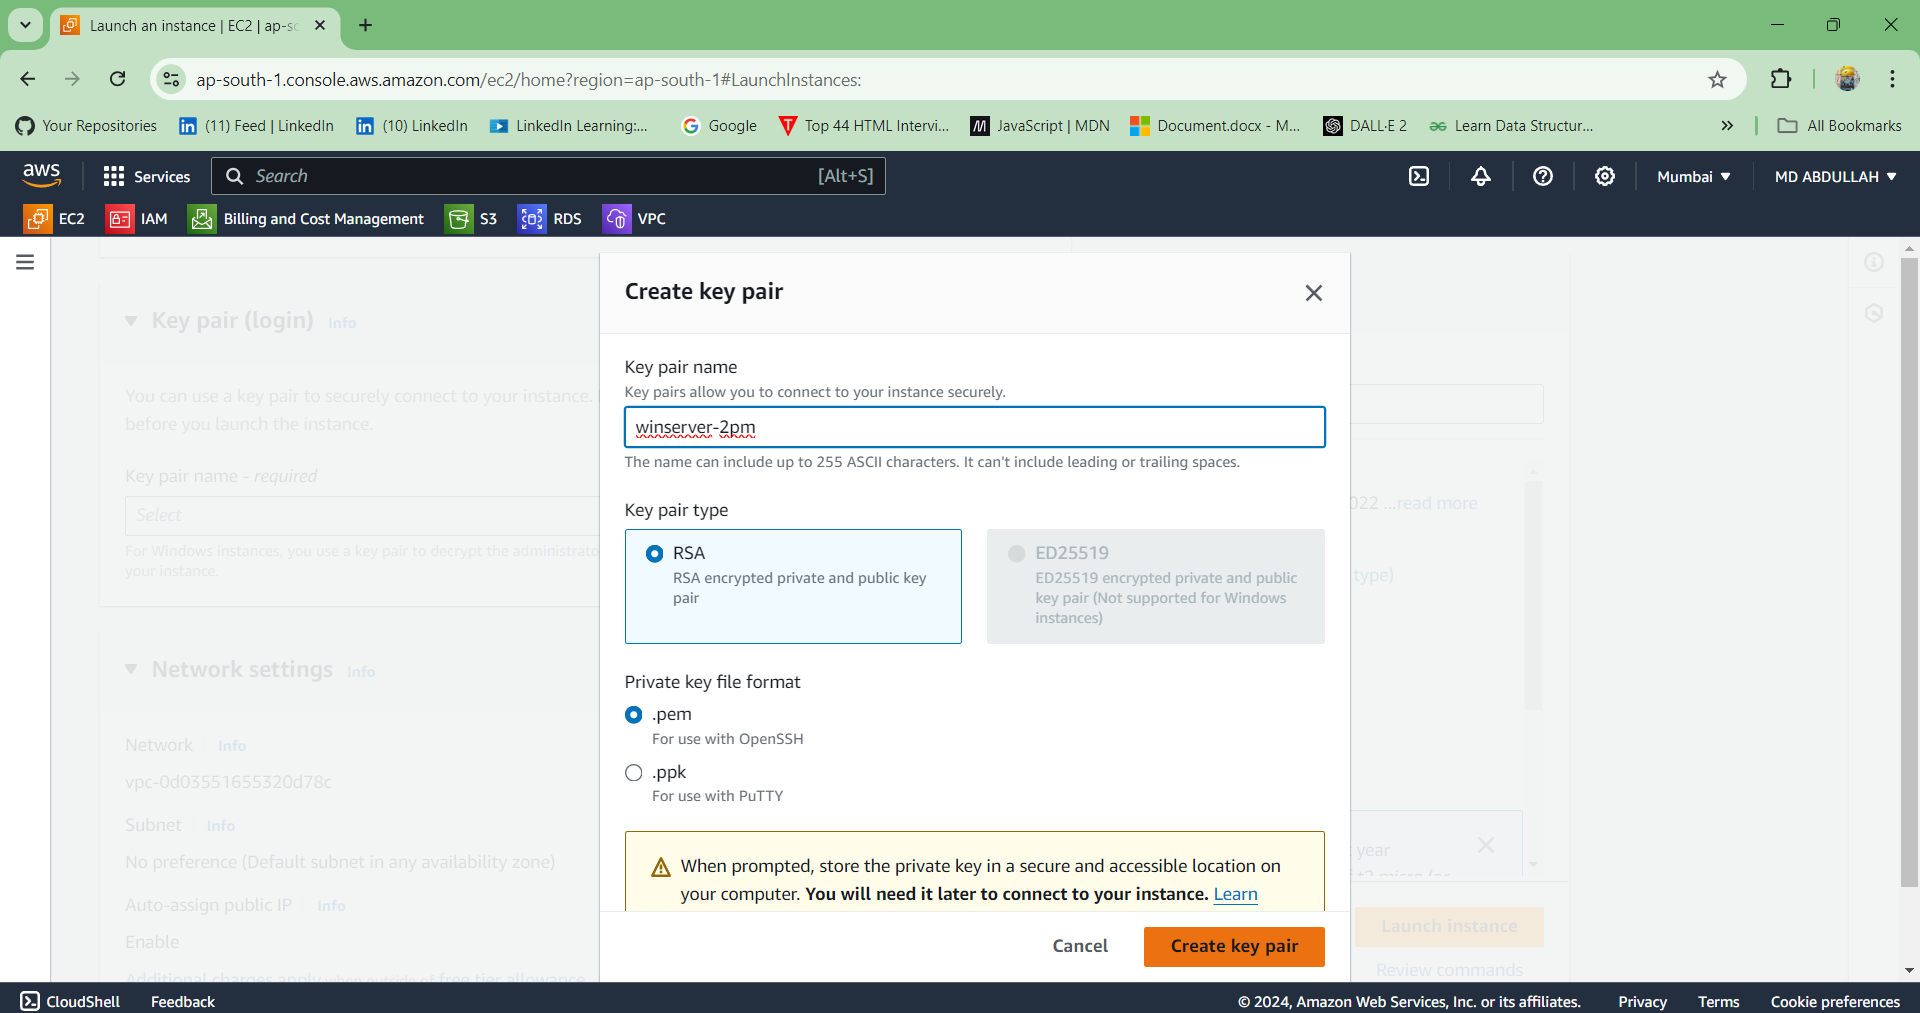 Launch an instance | EC2 | ap-so
ap-south-1.console.aws.amazon.com/ec2/home?region=ap-south-1#LaunchInstances:
Your Repositories
(11) Feed | LinkedIn
(10) LinkedIn
LinkedIn Learning:...
Google
Top 44 HTML Intervi...
JavaScript | MDN
Document.docx - M...
DALL·E 2
Learn Data Structur...
All Bookmarks
aws
Services
Search
[Alt+S]
Mumbai
MD ABDULLAH
EC2
IAM
Billing and Cost Management
S3
RDS
VPC
Key pair (login) Info
You can use a key pair to securely connect to your instance.
before you launch the instance.
Key pair name - required
Select
For Windows instances, you use a key pair to decrypt the administrato
your instance.
Network settings Info
Network Info
vpc-0d03551655320d78c
Subnet Info
No preference (Default subnet in any availability zone)
Auto-assign public IP Info
Enable
Additional charges apply when outside of free tier allowance
Create key pair
Key pair name
Key pairs allow you to connect to your instance securely.
winserver-2pm
The name can include up to 255 ASCII characters. It can't include leading or trailing spaces.
Key pair type
RSA
RSA encrypted private and public key
pair
ED25519
ED25519 encrypted private and public
key pair (Not supported for Windows
instances)
Private key file format
.pem
For use with OpenSSH
.ppk
For use with PuTTY
When prompted, store the private key in a secure and accessible location on
your computer. You will need it later to connect to your instance. Learn
Cancel
Create key pair
022 ...read more
type)
year
t2.micro (or
Launch instance
Review commands
CloudShell
Feedback
© 2024, Amazon Web Services, Inc. or its affiliates.
Privacy
Terms
Cookie preferences